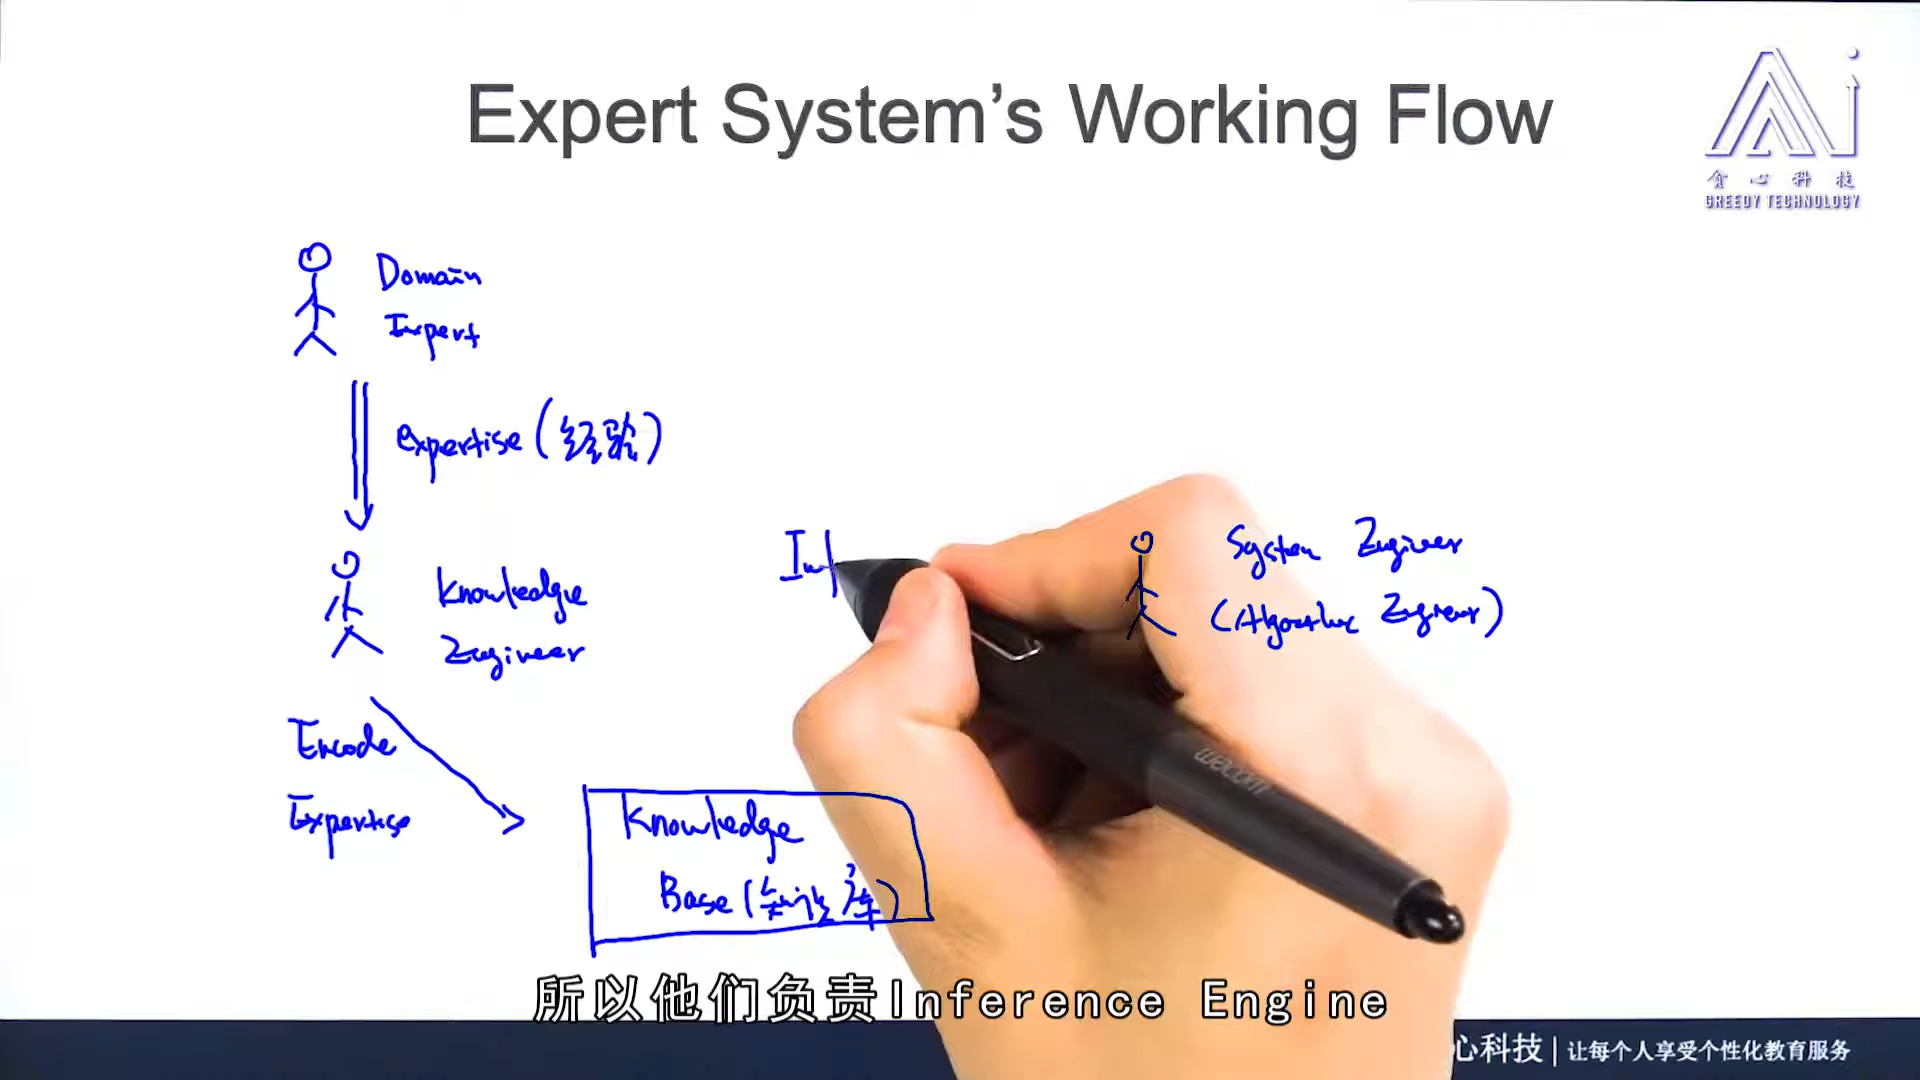 Expert System's Working Flow
贪心科技
GREEDY TECHNOLOGY
Domain
Expert
expertise (经验)
Knowledge
Engineer
Inf
System Engineer
(Algorithm Engineer)
Encode
Expertise
Knowledge
Base (知识库)
wacom
所以他们负责Inference Engine
心科技 | 让每个人享受个性化教育服务